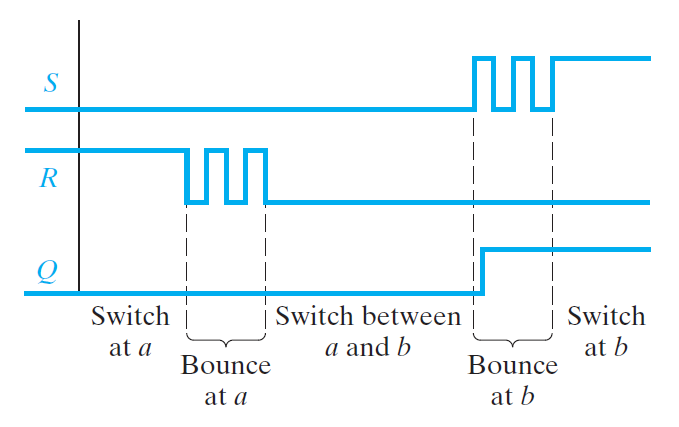 S
R
Q
Switch
at a
Bounce
at a
Switch between
a and b
Bounce
at b
Switch
at b